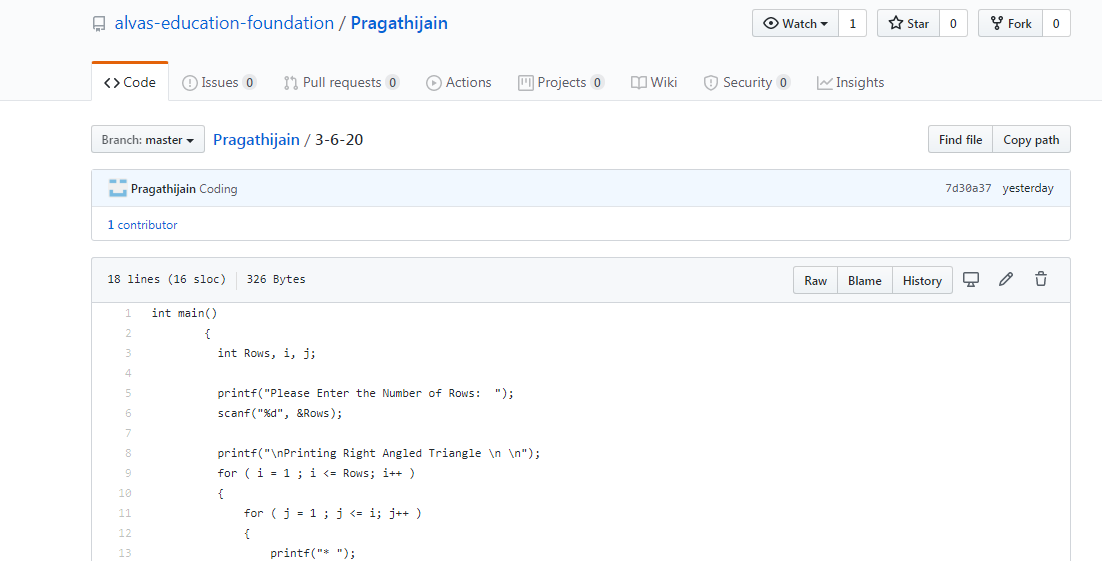 alvas-education-foundation / Pragathijain
Watch 1 Star 0 Fork 0
Code Issues 0 Pull requests 0 Actions Projects 0 Wiki Security 0 Insights
Branch: master Pragathijain / 3-6-20 Find file Copy path
Pragathijain Coding 7d30a37 yesterday
1 contributor
18 lines (16 sloc) 326 Bytes Raw Blame History
1 int main()
2 {
3 int Rows, i, j;
4
5 printf("Please Enter the Number of Rows:  ");
6 scanf("%d", &Rows);
7
8 printf("\nPrinting Right Angled Triangle \n \n");
9 for ( i = 1 ; i <= Rows; i++ )
10 {
11 for ( j = 1 ; j <= i; j++ )
12 {
13 printf("* ");